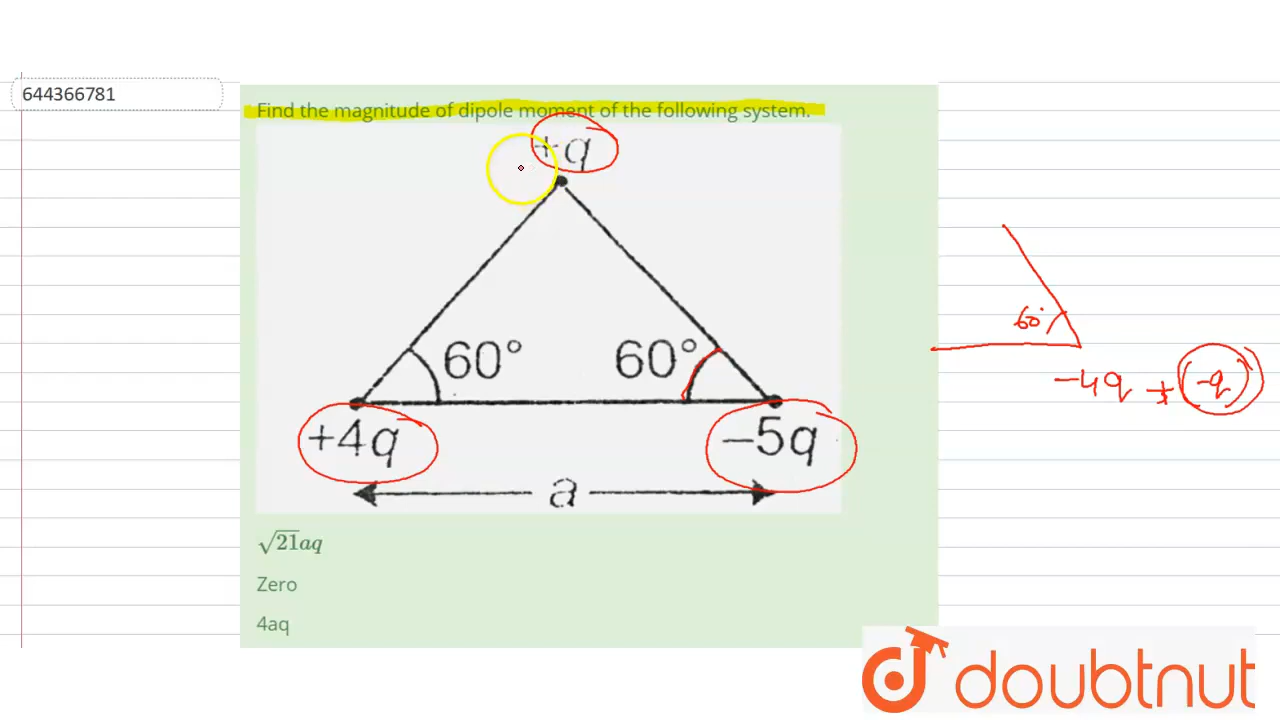 644366781
Find the magnitude of dipole moment of the following system.
+q
60° 60°
60°
+4q -5q
-4q + (-q)
a
√21aq
Zero
4aq
doubtnut